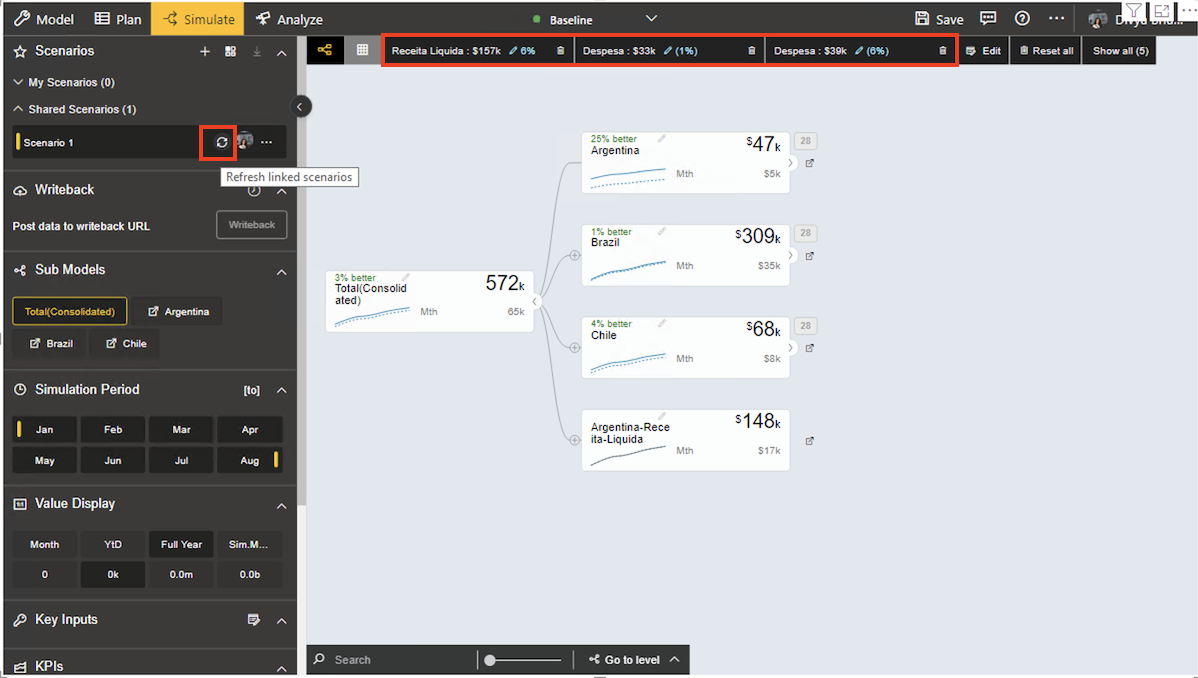 Model
Plan
Simulate
Analyze
Baseline
Save
Scenarios
My Scenarios (0)
Shared Scenarios (1)
Scenario 1
Refresh linked scenarios
Writeback
Post data to writeback URL
Writeback
Sub Models
Total(Consolidated)
Argentina
Brazil
Chile
Simulation Period
[to]
Jan
Feb
Mar
Apr
May
Jun
Jul
Aug
Value Display
Month
YtD
Full Year
Sim.M...
0
0k
0.0m
0.0b
Key Inputs
KPIs
Receita Liquida : $157k
6%
Despesa : $33k
(1%)
Despesa : $39k
(6%)
Edit
Reset all
Show all (5)
3% better
Total(Consolid
ated)
572k
Mth
65k
25% better
Argentina
$47k
Mth
$5k
28
1% better
Brazil
$309k
Mth
$35k
28
4% better
Chile
$68k
Mth
$8k
28
Argentina-Rece
ita-Liquida
$148k
Mth
$17k
Search
Go to level